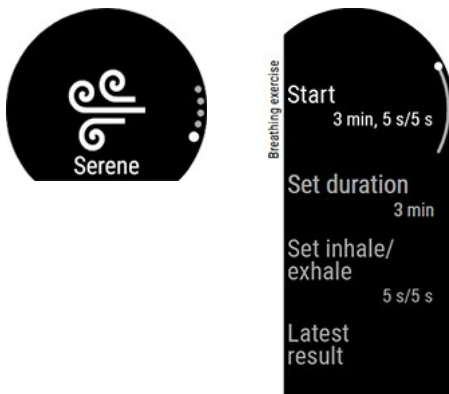 Serene
Breathing exercise
Start
3 min, 5 s/5 s
Set duration
3 min
Set inhale/
exhale
5 s/5 s
Latest
result